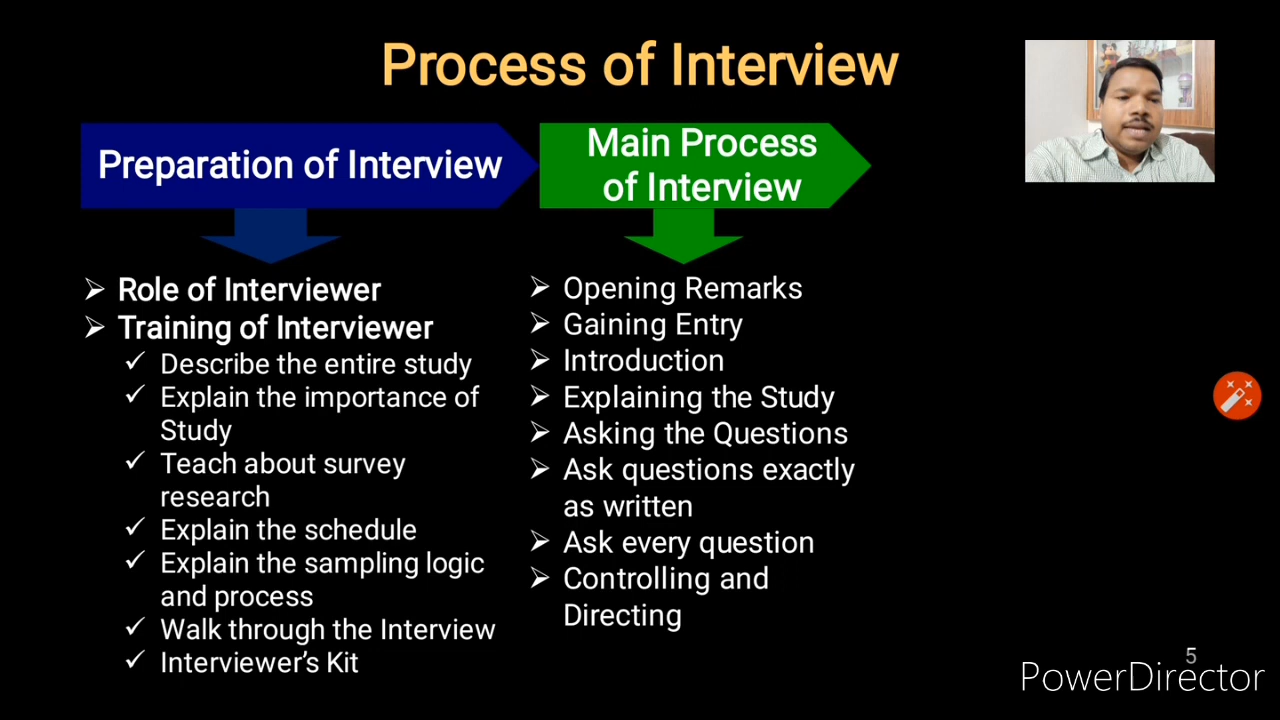 Process of Interview
Preparation of Interview
Main Process
of Interview
➢ Role of Interviewer
➢ Training of Interviewer
✓ Describe the entire study
✓ Explain the importance of
Study
✓ Teach about survey
research
✓ Explain the schedule
✓ Explain the sampling logic
and process
✓ Walk through the Interview
✓ Interviewer’s Kit
➢ Opening Remarks
➢ Gaining Entry
➢ Introduction
➢ Explaining the Study
➢ Asking the Questions
➢ Ask questions exactly
as written
➢ Ask every question
➢ Controlling and
Directing
5
PowerDirector